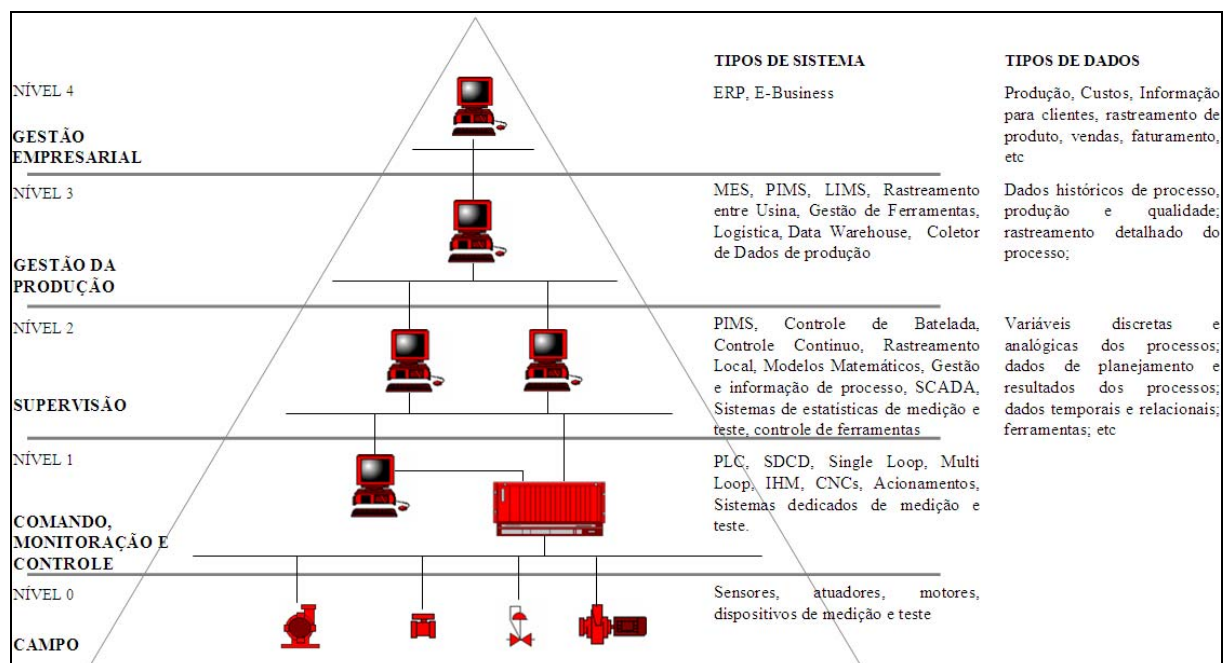 TIPOS DE SISTEMA
TIPOS DE DADOS
NÍVEL 4
GESTÃO
EMPRESARIAL
ERP, E-Business
Produção, Custos, Informação
para clientes, rastreamento de
produto, vendas, faturamento,
etc
NÍVEL 3
GESTÃO DA
PRODUÇÃO
MES, PIMS, LIMS, Rastreamento
entre Usina, Gestão de Ferramentas,
Logistica, Data Warehouse, Coletor
de Dados de produção
Dados históricos de processo,
produção e qualidade;
rastreamento detalhado do
processo;
NÍVEL 2
SUPERVISÃO
PIMS, Controle de Batelada,
Controle Continuo, Rastreamento
Local, Modelos Matemáticos, Gestão
e informação de processo, SCADA,
Sistemas de estatísticas de medição e
teste, controle de ferramentas
Variáveis discretas e
analógicas dos processos;
dados de planejamento e
resultados dos processos;
dados temporais e relacionais;
ferramentas; etc
NÍVEL 1
COMANDO,
MONITORAÇÃO E
CONTROLE
PLC, SDCD, Single Loop, Multi
Loop, IHM, CNCs, Acionamentos,
Sistemas dedicados de medição e
teste.
NÍVEL 0
CAMPO
Sensores, atuadores, motores,
dispositivos de medição e teste